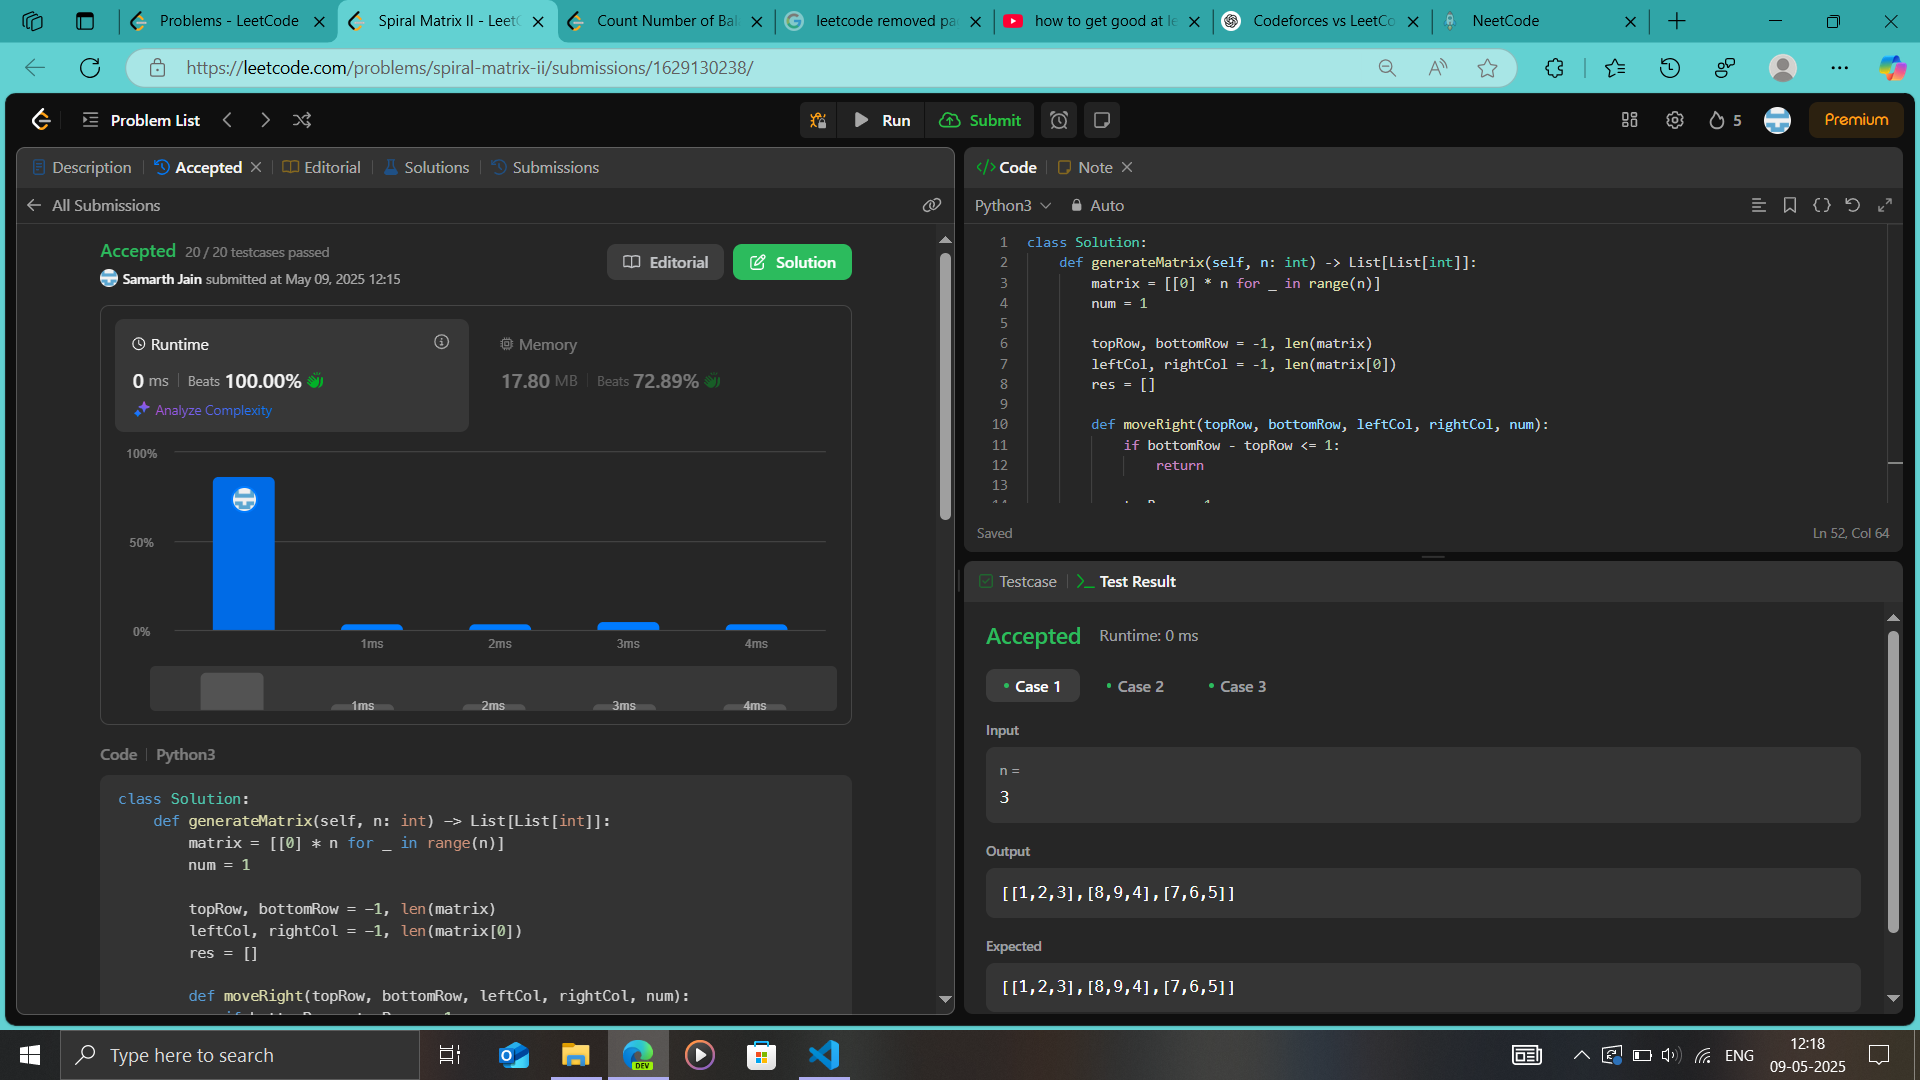 Problems - LeetCode
Spiral Matrix II - LeetC
Count Number of Bal
leetcode removed pa
how to get good at le
Codeforces vs LeetCo
NeetCode
https://leetcode.com/problems/spiral-matrix-ii/submissions/1629130238/
Problem List
Run
Submit
5
Premium
Description
Accepted
Editorial
Solutions
Submissions
All Submissions
Accepted 20 / 20 testcases passed
Samarth Jain submitted at May 09, 2025 12:15
Editorial
Solution
Runtime
0 ms | Beats 100.00%
Analyze Complexity
Memory
17.80 MB | Beats 72.89%
100%
50%
0%
1ms 2ms 3ms 4ms
1ms 2ms 3ms 4ms
Code | Python3
class Solution:
    def generateMatrix(self, n: int) -> List[List[int]]:
        matrix = [[0] * n for _ in range(n)]
        num = 1
        topRow, bottomRow = -1, len(matrix)
        leftCol, rightCol = -1, len(matrix[0])
        res = []
        def moveRight(topRow, bottomRow, leftCol, rightCol, num):
Code
Note
Python3
Auto
1 class Solution:
2     def generateMatrix(self, n: int) -> List[List[int]]:
3         matrix = [[0] * n for _ in range(n)]
4         num = 1
5
6         topRow, bottomRow = -1, len(matrix)
7         leftCol, rightCol = -1, len(matrix[0])
8         res = []
9
10         def moveRight(topRow, bottomRow, leftCol, rightCol, num):
11             if bottomRow - topRow <= 1:
12                 return
13
Saved
Ln 52, Col 64
Testcase
Test Result
Accepted Runtime: 0 ms
Case 1
Case 2
Case 3
Input
n =
3
Output
[[1,2,3],[8,9,4],[7,6,5]]
Expected
[[1,2,3],[8,9,4],[7,6,5]]
Type here to search
DEV
ENG
12:18
09-05-2025